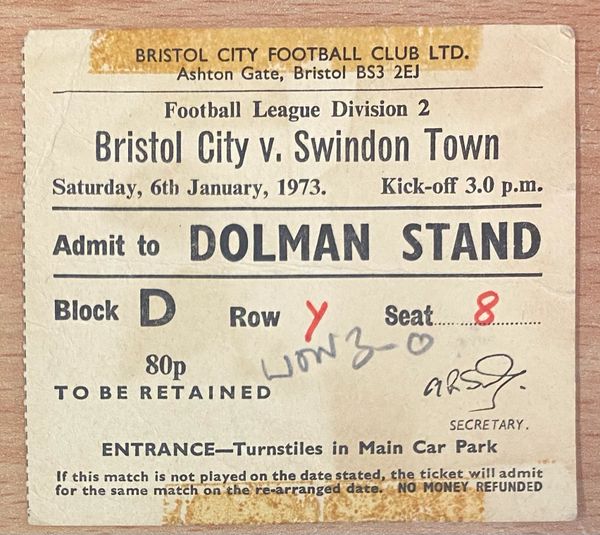 BRISTOL CITY FOOTBALL CLUB LTD.
Ashton Gate, Bristol BS3 2EJ
Football League Division 2
Bristol City v. Swindon Town
Saturday, 6th January, 1973. Kick-off 3.0 p.m.
Admit to DOLMAN STAND
Block D Row Y Seat 8
WON 3-0
80p
TO BE RETAINED
SECRETARY.
ENTRANCE—Turnstiles in Main Car Park
If this match is not played on the date stated, the ticket will admit
for the same match on the re-arranged date. NO MONEY REFUNDED